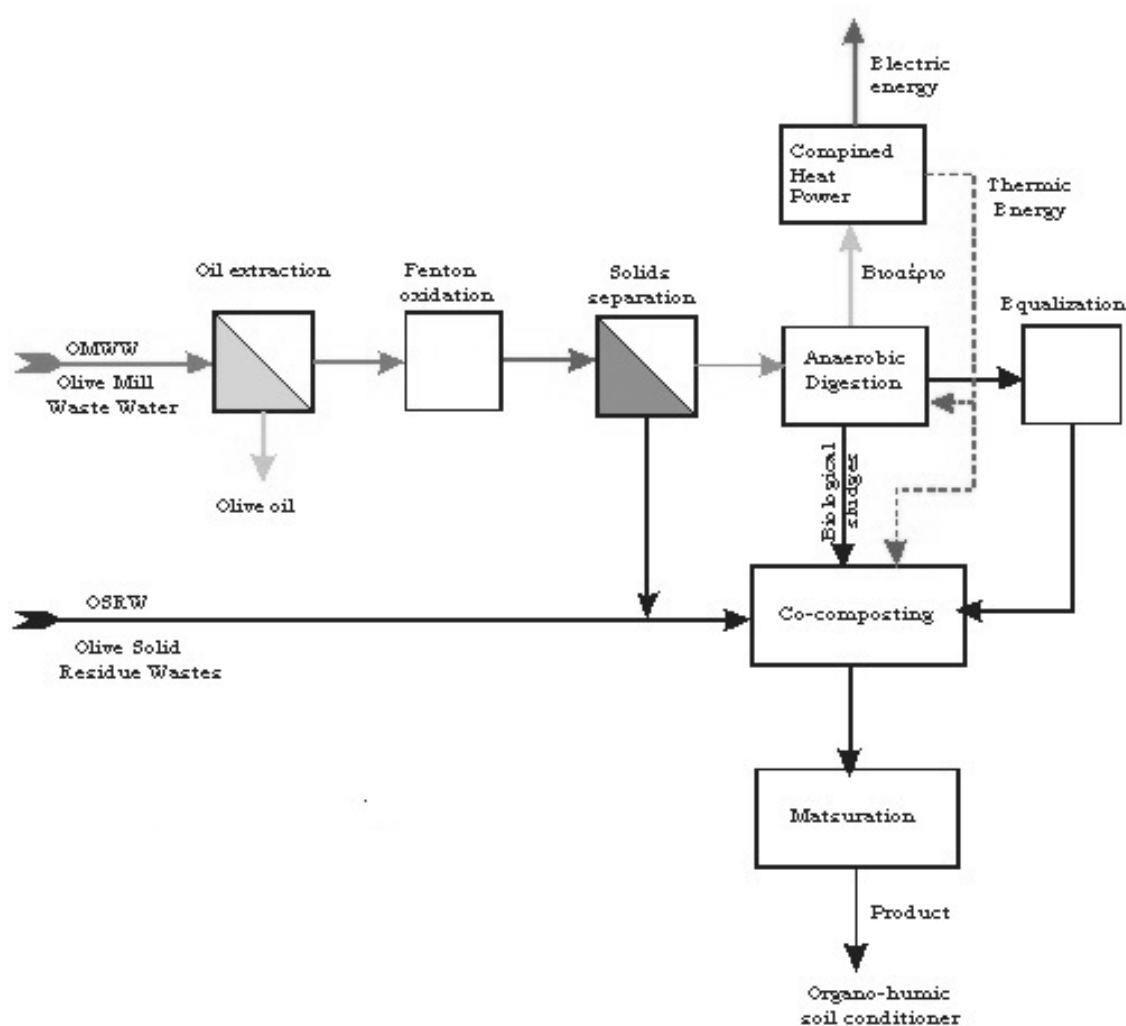 Electric
energy
Compined
Heat
Power
Thermic
Energy
Βιοαέριο
Oil extraction
Fenton
oxidation
Solids
separation
Equalization
OMWW
Olive Mill
Waste Water
Anaerobic
Digestion
Olive oil
Biological
sludges
OSRW
Olive Solid
Residue Wastes
Co-composting
Matsuration
Product
Organo-humic
soil conditioner